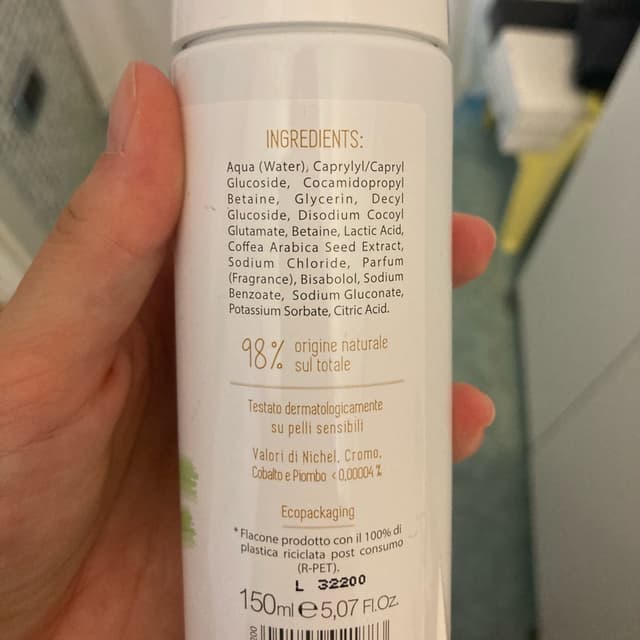 INGREDIENTS:
Aqua (Water), Caprylyl/Capryl
Glucoside, Cocamidopropyl
Betaine, Glycerin, Decyl
Glucoside, Disodium Cocoyl
Glutamate, Betaine, Lactic Acid,
Coffea Arabica Seed Extract,
Sodium Chloride, Parfum
(Fragrance), Bisabolol, Sodium
Benzoate, Sodium Gluconate,
Potassium Sorbate, Citric Acid.
98% origine naturale
sul totale
Testato dermatologicamente
su pelli sensibili
Valori di Nichel, Cromo,
Cobalto e Piombo <0,00004 %
Ecopackaging
*Flacone prodotto con il 100% di
plastica riciclata post consumo
(R-PET).
L 32200
150ml e 5,07 Fl.Oz.